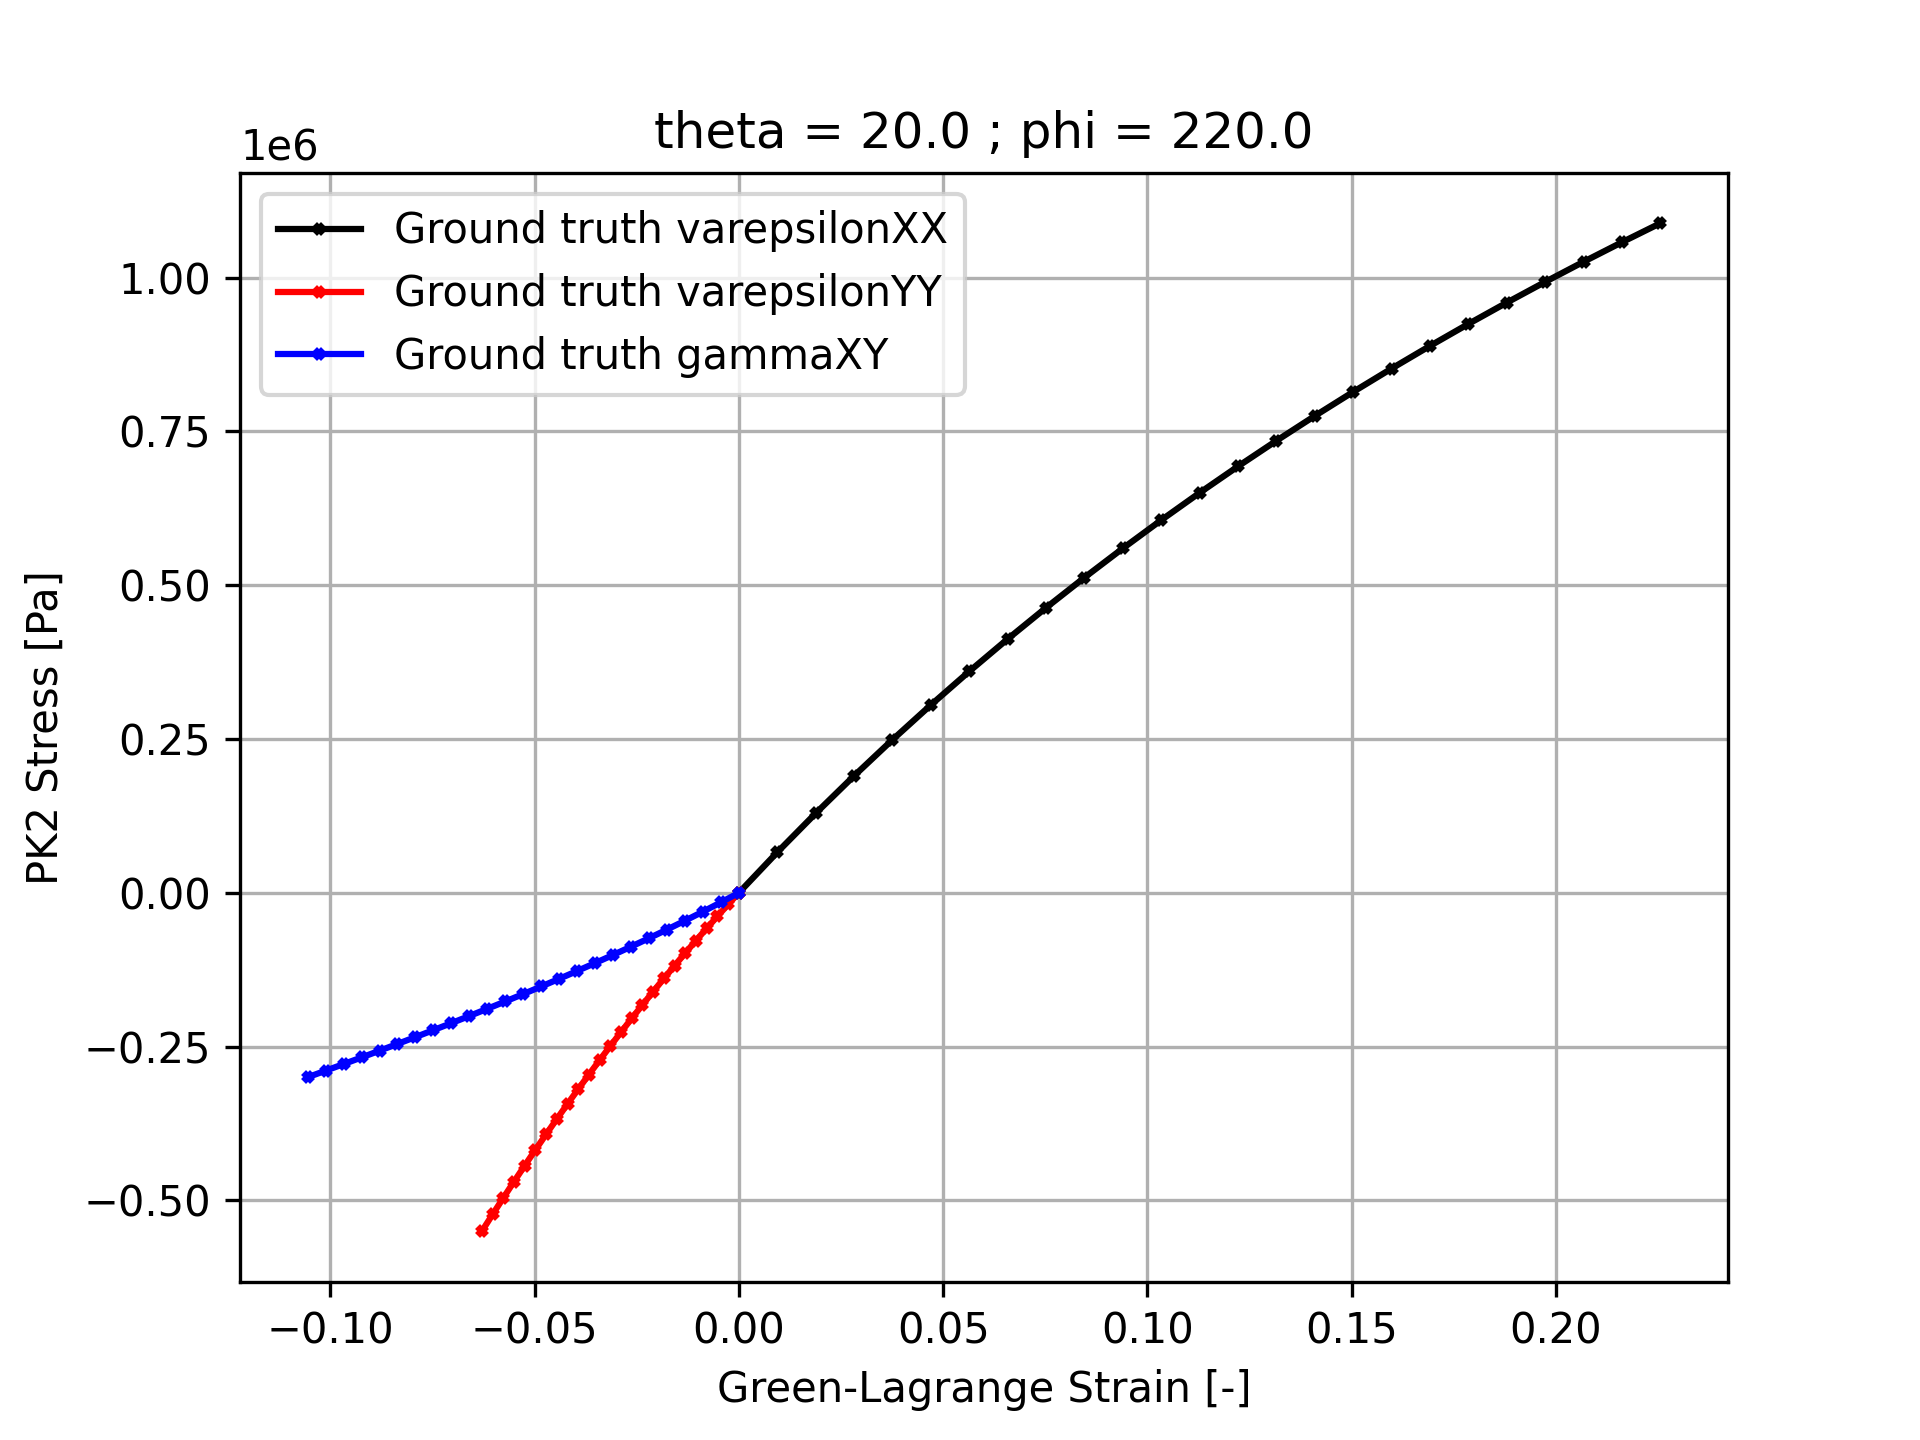 theta = 20.0 ; phi = 220.0
1e6
Ground truth varepsilonXX
Ground truth varepsilonYY
Ground truth gammaXY
1.00
0.75
0.50
0.25
0.00
−0.25
−0.50
PK2 Stress [Pa]
−0.10
−0.05
0.00
0.05
0.10
0.15
0.20
Green-Lagrange Strain [-]